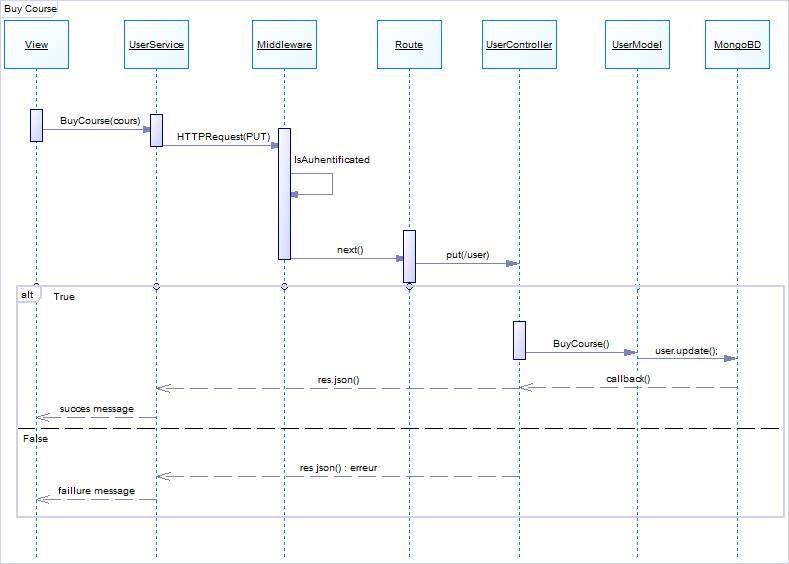 Buy Course
View
UserService
Middleware
Route
UserController
UserModel
MongoBD
BuyCourse(cours)
HTTPRequest(PUT)
IsAuhentificated
next()
put(/user)
alt
True
BuyCourse()
user.update();
res.json()
callback()
succes message
False
res json() : erreur
faillure message